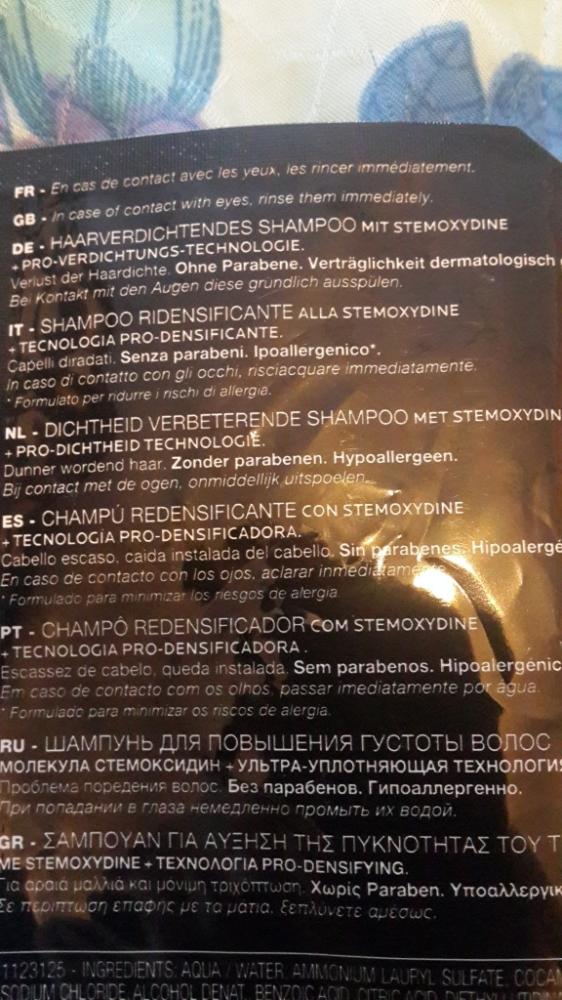 FR - En cas de contact avec les yeux, les rincer immédiatement.
GB - In case of contact with eyes, rinse them immediately.
DE - HAARVERDICHTENDES SHAMPOO MIT STEMOXYDINE
+ PRO-VERDICHTUNGS-TECHNOLOGIE.
Verlust der Haardichte. Ohne Parabene. Verträglichkeit dermatologisch
Bei Kontakt mit den Augen diese gründlich ausspülen.
IT - SHAMPOO RIDENSIFICANTE ALLA STEMOXYDINE
+ TECNOLOGIA PRO-DENSIFICANTE.
Capelli diradati. Senza parabeni. Ipoallergenico*.
In caso di contatto con gli occhi, risciacquare immediatamente.
* Formulato per ridurre i rischi di allergia.
NL - DICHTHEID VERBETERENDE SHAMPOO MET STEMOXYDIN
+ PRO-DICHTHEID TECHNOLOGIE.
Dunner wordend haar. Zonder parabenen. Hypoallergeen.
Bij contact met de ogen, onmiddellijk uitspoelen.
ES - CHAMPÚ REDENSIFICANTE CON STEMOXYDINE
+ TECNOLOGÍA PRO-DENSIFICADORA.
Cabello escaso, caida instalada del cabello. Sin parabenes. Hipoalergé
En caso de contacto con los ojos, aclarar inmediatamente.
* Formulado para minimizar los riesgos de alergia.
PT - CHAMPÔ REDENSIFICADOR COM STEMOXYDINE
+ TECNOLOGIA PRO-DENSIFICADORA .
Escassez de cabelo, queda instalada. Sem parabenos. Hipoalergénic
Em caso de contacto com os olhos, passar imediatamente por água.
* Formulado para minimizar os riscos de alergia.
RU - ШАМПУНЬ ДЛЯ ПОВЫШЕНИЯ ГУСТОТЫ ВОЛОС
МОЛЕКУЛА СТЕМОКСИДИН + УЛЬТРА-УПЛОТНЯЮЩАЯ ТЕХНОЛОГИ
Проблема поредения волос. Без парабенов. Гипоаллергенно.
При попадании в глаза немедленно промыть их водой.
GR - ΣΑΜΠΟΥΑΝ ΓΙΑ ΑΥΞΗΣΗ ΤΗΣ ΠΥΚΝΟΤΗΤΑΣ ΤΟΥ Τ
ΜΕ STEMOXYDINE + ΤΕΧΝΟΛΟΓΙΑ PRO-DENSIFYING.
Για αραιά μαλλιά και μόνιμη τριχόπτωση. Χωρίς Paraben. Υποαλλεργικ
Σε περίπτωση επαφής με τα μάτια, ξεπλύνετε αμέσως.
1123125 - INGREDIENTS: AQUA / WATER, AMMONIUM LAURYL SULFATE, COCAM
SODIUM CHLORIDE, ALCOHOL DENAT., BENZOIC ACID, CITRIC ACID